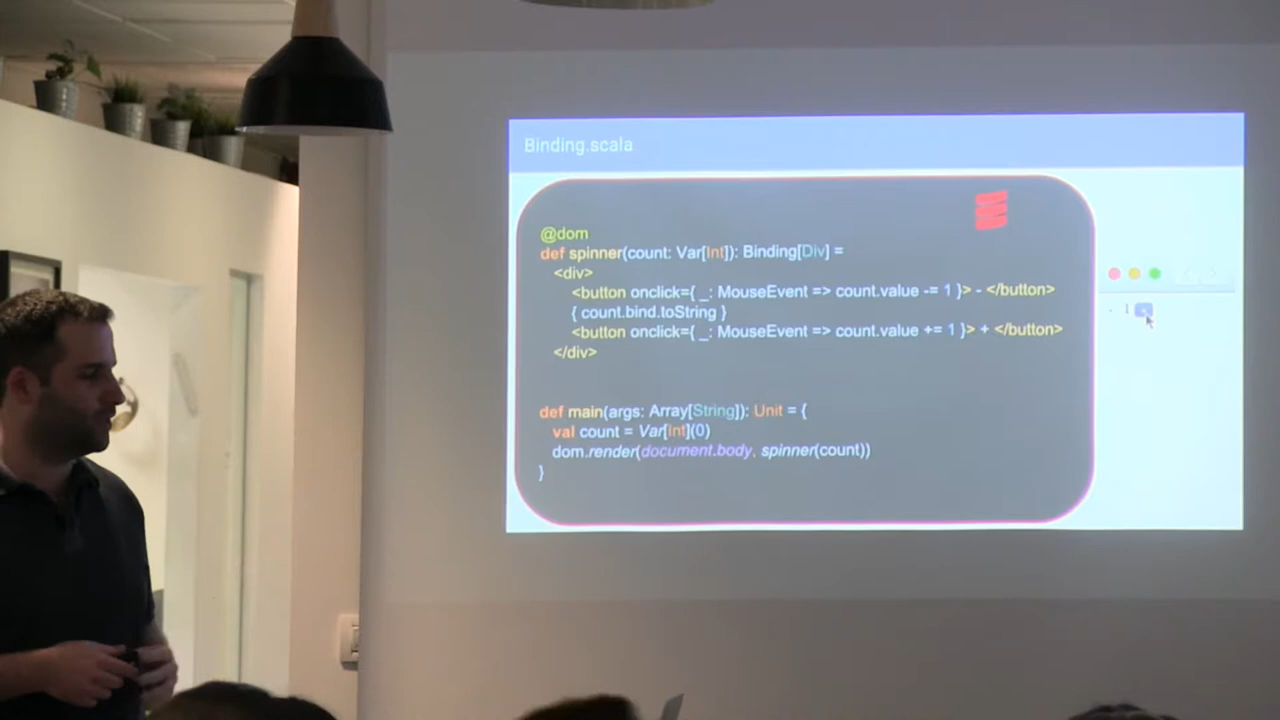 Binding.scala
@dom
def spinner(count: Var[Int]): Binding[Div] =
<div>
<button onclick={ _: MouseEvent => count.value -= 1 }> - </button>
{ count.bind.toString }
<button onclick={ _: MouseEvent => count.value += 1 }> + </button>
</div>
def main(args: Array[String]): Unit = {
val count = Var[Int](0)
dom.render(document.body, spinner(count))
}